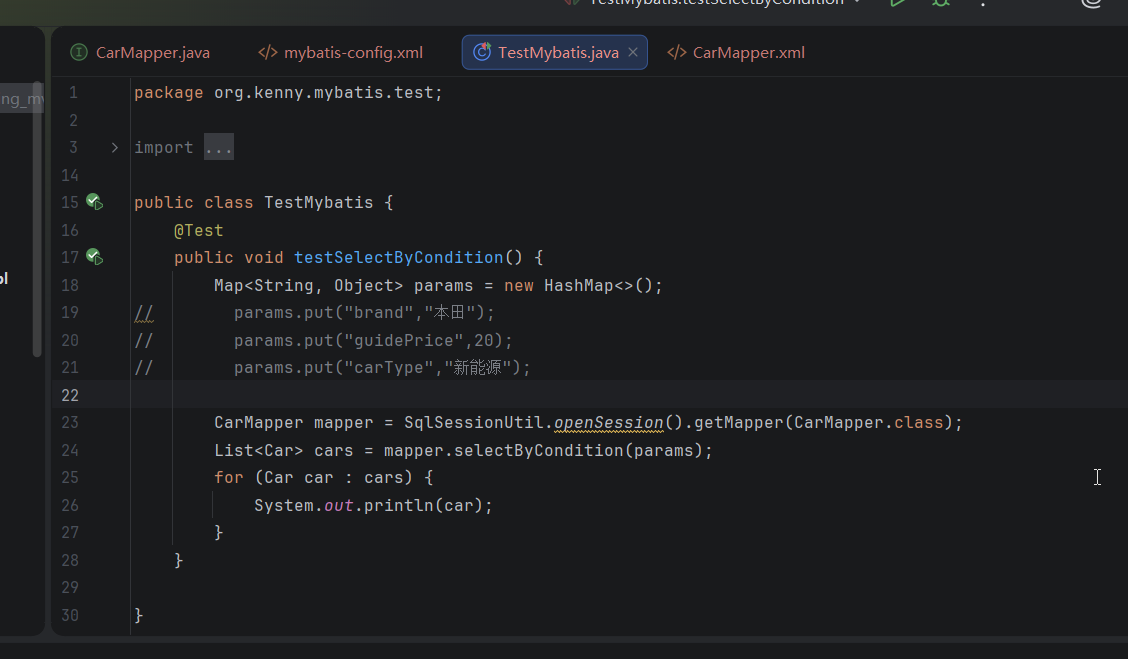 TestMybatis.testSelectByCondition
CarMapper.java
mybatis-config.xml
TestMybatis.java
CarMapper.xml
ng_my
1 package org.kenny.mybatis.test;
2
3 import ...
14
15 public class TestMybatis {
16 @Test
17 public void testSelectByCondition() {
18 Map<String, Object> params = new HashMap<>();
19 // params.put("brand","本田");
20 // params.put("guidePrice",20);
21 // params.put("carType","新能源");
22
23 CarMapper mapper = SqlSessionUtil.openSession().getMapper(CarMapper.class);
24 List<Car> cars = mapper.selectByCondition(params);
25 for (Car car : cars) {
26 System.out.println(car);
27 }
28 }
29
30 }